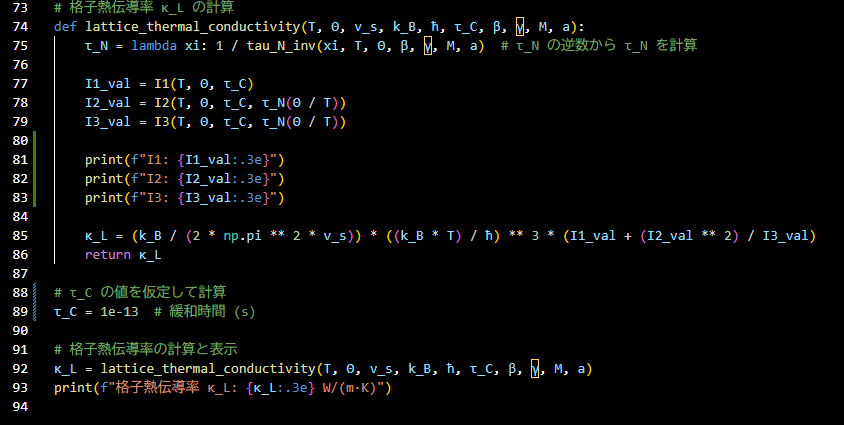 73 # 格子熱伝導率 κ_L の計算
74 def lattice_thermal_conductivity(T, Θ, v_s, k_B, ħ, τ_C, β, γ, M, a):
75     τ_N = lambda xi: 1 / tau_N_inv(xi, T, Θ, β, γ, M, a)  # τ_N の逆数から τ_N を計算
76
77     I1_val = I1(T, Θ, τ_C)
78     I2_val = I2(T, Θ, τ_C, τ_N(Θ / T))
79     I3_val = I3(T, Θ, τ_C, τ_N(Θ / T))
80
81     print(f"I1: {I1_val:.3e}")
82     print(f"I2: {I2_val:.3e}")
83     print(f"I3: {I3_val:.3e}")
84
85     κ_L = (k_B / (2 * np.pi ** 2 * v_s)) * ((k_B * T) / ħ) ** 3 * (I1_val + (I2_val ** 2) / I3_val)
86     return κ_L
87
88 # τ_C の値を仮定して計算
89 τ_C = 1e-13  # 緩和時間 (s)
90
91 # 格子熱伝導率の計算と表示
92 κ_L = lattice_thermal_conductivity(T, Θ, v_s, k_B, ħ, τ_C, β, γ, M, a)
93 print(f"格子熱伝導率 κ_L: {κ_L:.3e} W/(m·K)")
94